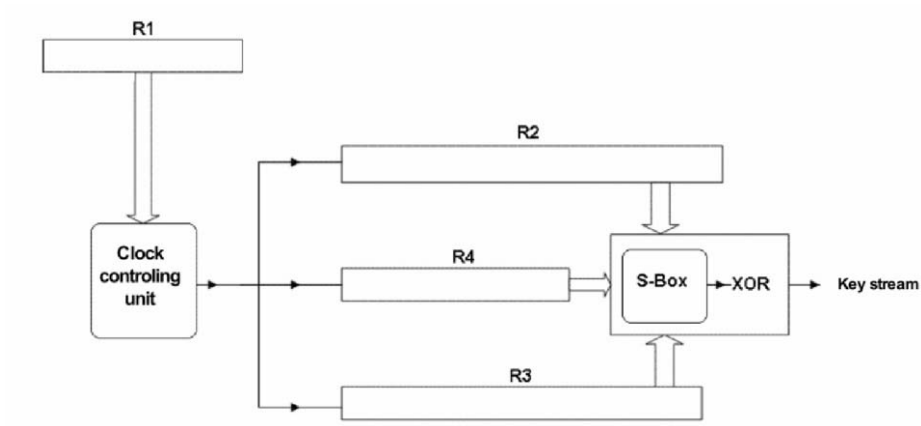 R1
R2
Clock
controling
unit
R4
S-Box
XOR
Key stream
R3